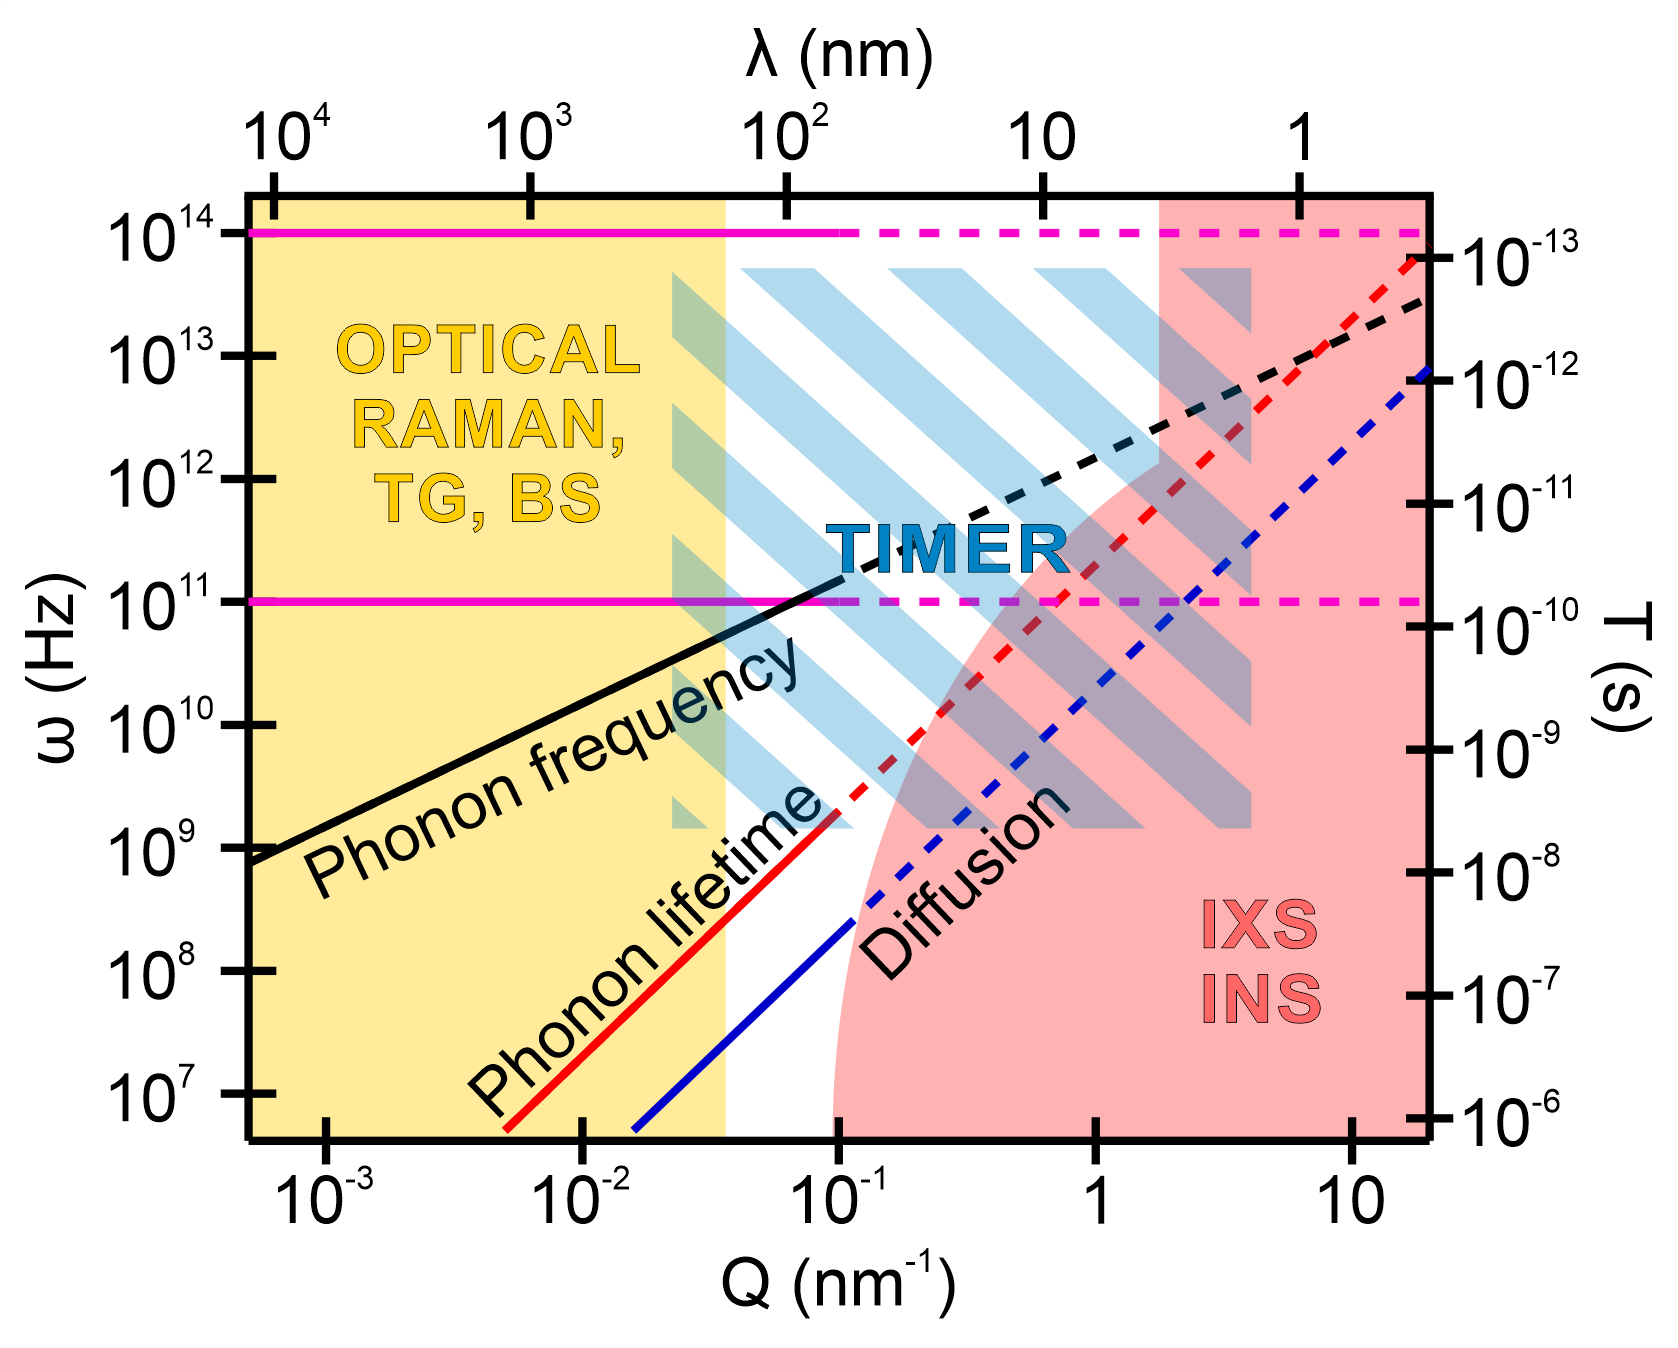 λ (nm)
10⁴ 10³ 10² 10 1
10¹⁴
10¹³
10¹²
10¹¹
10¹⁰
10⁹
10⁸
10⁷
ω (Hz)
OPTICAL
RAMAN,
TG, BS
TIMER
Phonon frequency
Phonon lifetime
Diffusion
IXS
INS
10⁻¹³
10⁻¹²
10⁻¹¹
10⁻¹⁰
10⁻⁹
10⁻⁸
10⁻⁷
10⁻⁶
T (s)
10⁻³ 10⁻² 10⁻¹ 1 10
Q (nm⁻¹)